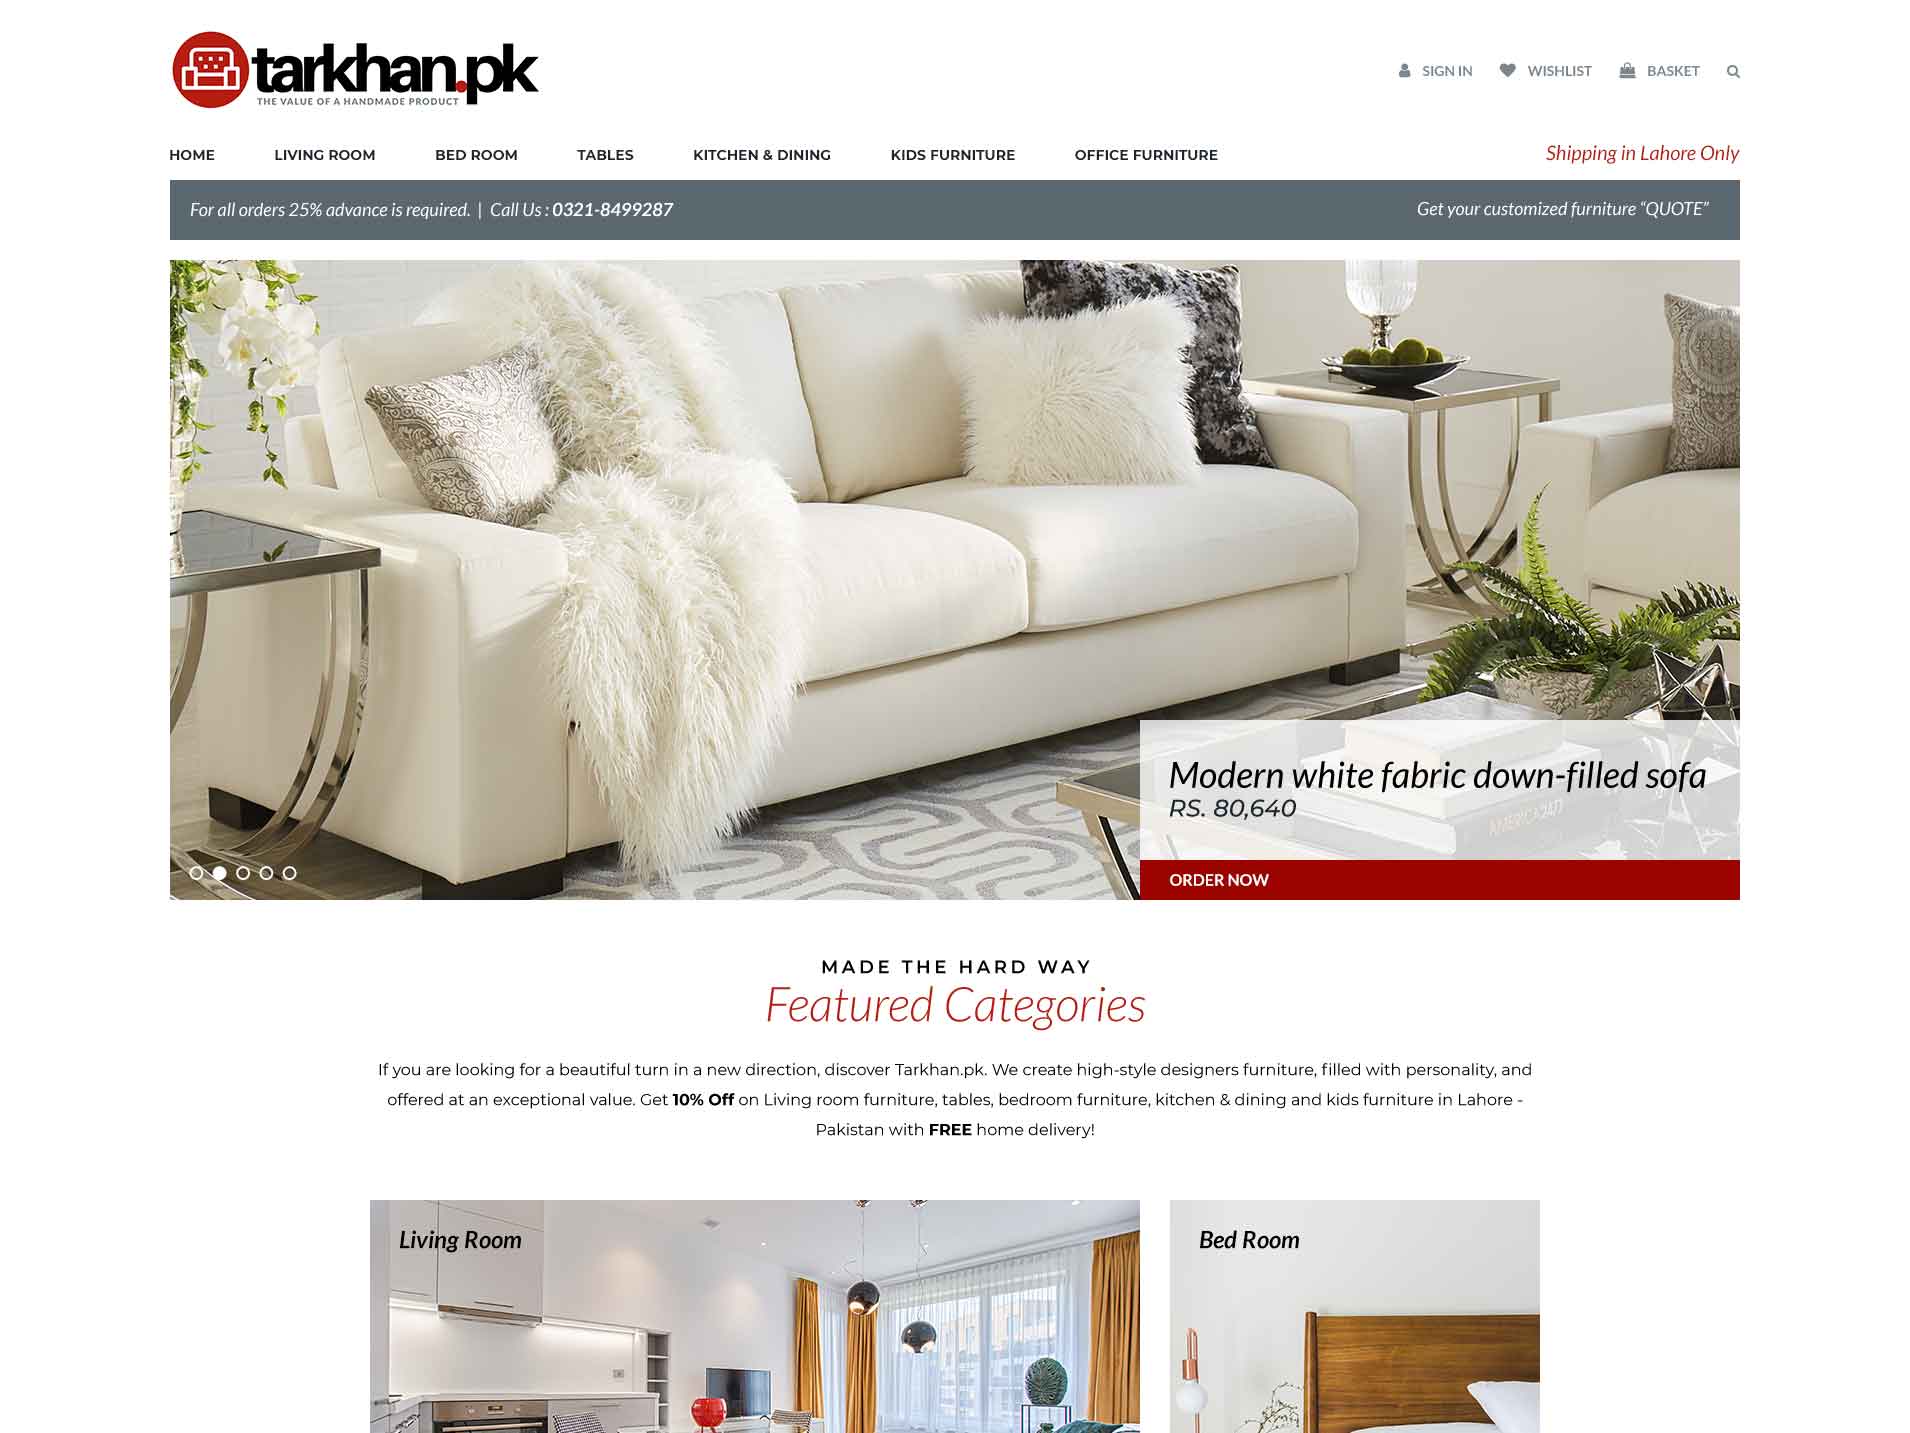 tarkhan.pk
THE VALUE OF A HANDMADE PRODUCT
SIGN IN WISHLIST BASKET
HOME LIVING ROOM BED ROOM TABLES KITCHEN & DINING KIDS FURNITURE OFFICE FURNITURE Shipping in Lahore Only
For all orders 25% advance is required. | Call Us : 0321-8499287 Get your customized furniture “QUOTE”
Modern white fabric down-filled sofa
RS. 80,640
AMERICA 24/7
ORDER NOW
MADE THE HARD WAY
Featured Categories
If you are looking for a beautiful turn in a new direction, discover Tarkhan.pk. We create high-style designers furniture, filled with personality, and
offered at an exceptional value. Get 10% Off on Living room furniture, tables, bedroom furniture, kitchen & dining and kids furniture in Lahore -
Pakistan with FREE home delivery!
Living Room Bed Room